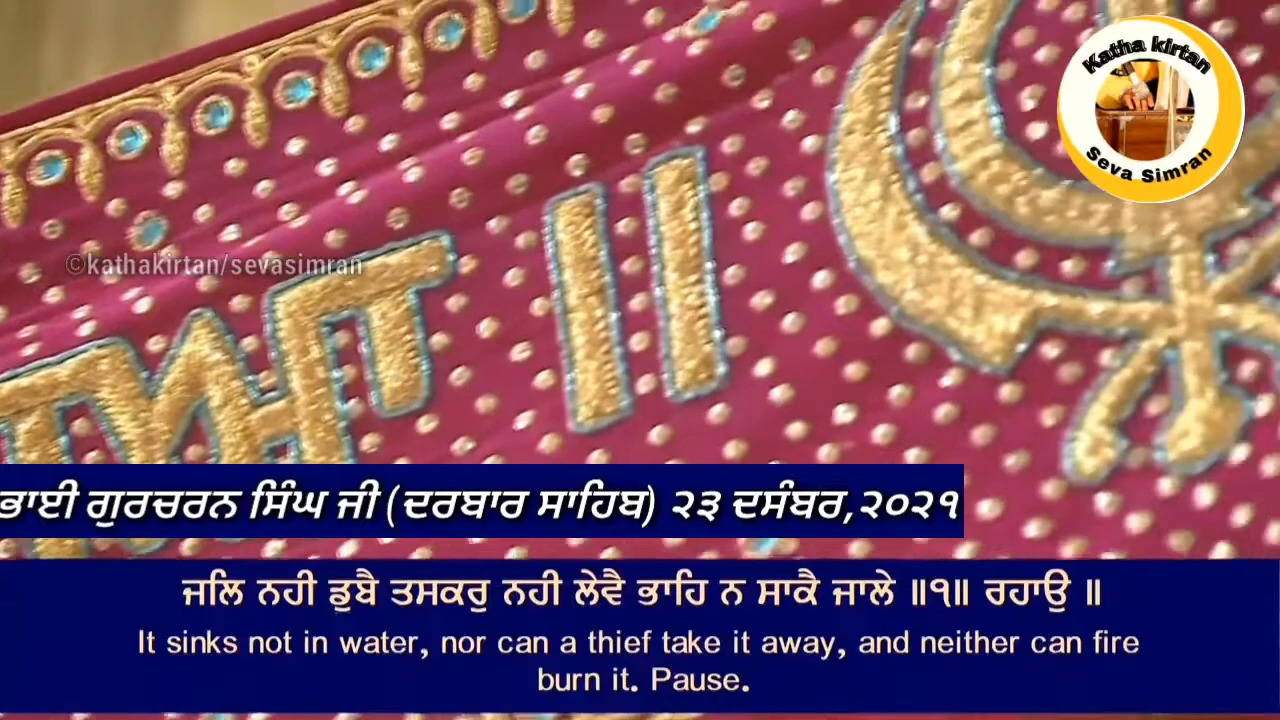 Katha kirtan
Seva Simran
©kathakirtan/sevasimran
॥
ਭਾਈ ਗੁਰਚਰਨ ਸਿੰਘ ਜੀ (ਦਰਬਾਰ ਸਾਹਿਬ) ੨੩ ਦਸੰਬਰ,੨੦੨੧
ਜਲਿ ਨਹੀ ਡੁਬੈ ਤਸਕਰੁ ਨਹੀ ਲੇਵੈ ਭਾਹਿ ਨ ਸਾਕੈ ਜਾਲੇ ॥੧॥ ਰਹਾਉ ॥
It sinks not in water, nor can a thief take it away, and neither can fire
burn it. Pause.